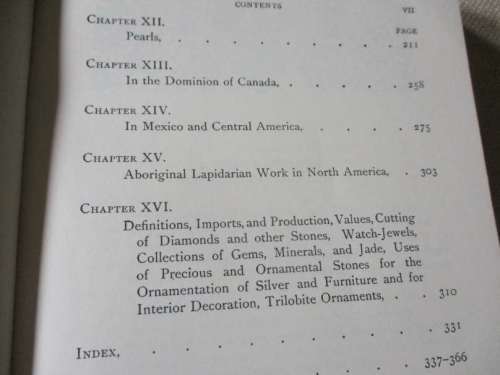 CONTENTS VII
CHAPTER XII. PAGE
Pearls, . . . . . . . 211
CHAPTER XIII.
In the Dominion of Canada, . . . . 258
CHAPTER XIV.
In Mexico and Central America, . . . 275
CHAPTER XV.
Aboriginal Lapidarian Work in North America, . 303
CHAPTER XVI.
Definitions, Imports, and Production, Values, Cutting
of Diamonds and other Stones, Watch-Jewels,
Collections of Gems, Minerals, and Jade, Uses
of Precious and Ornamental Stones for the
Ornamentation of Silver and Furniture and for
Interior Decoration, Trilobite Ornaments, . . 310
331
INDEX, . . . . . . . .
337-366